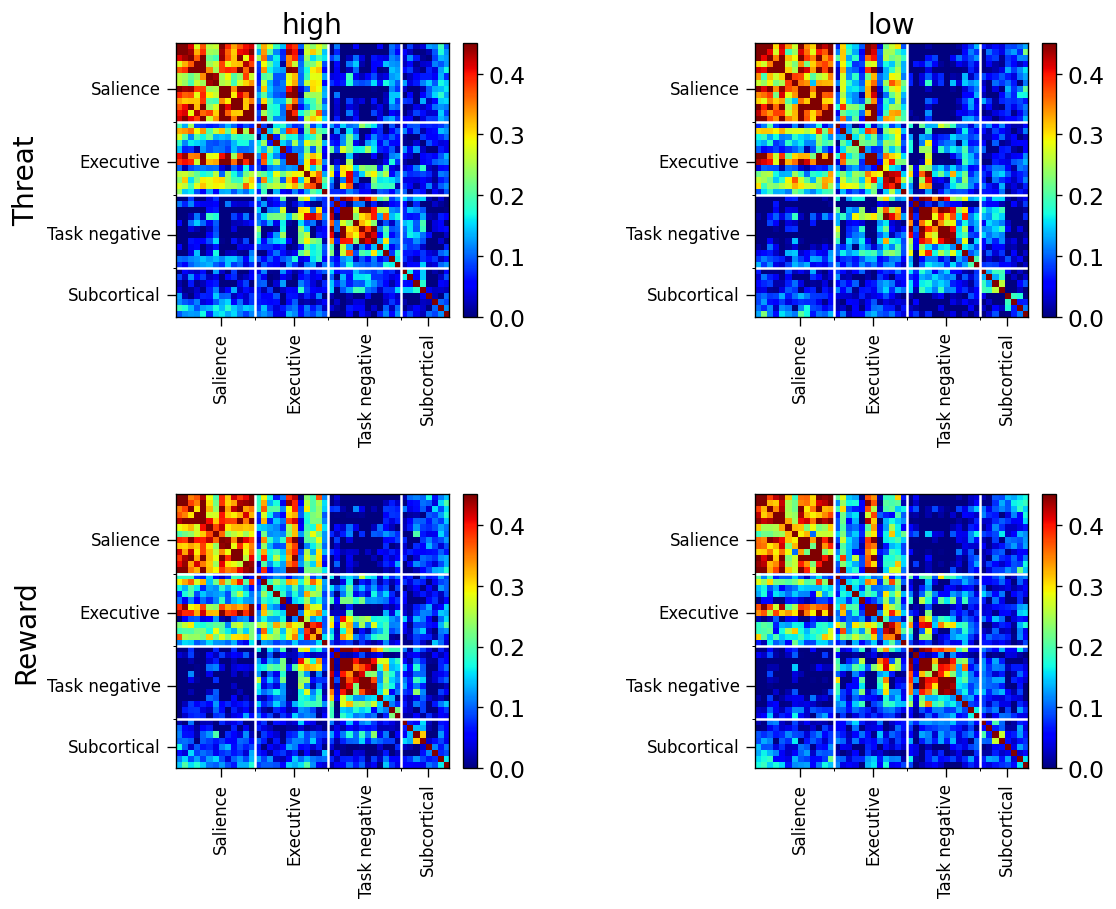 high
low
Threat
Salience
Executive
Task negative
Subcortical
0.4
0.3
0.2
0.1
0.0
Salience
Executive
Task negative
Subcortical
Salience
Executive
Task negative
Subcortical
0.4
0.3
0.2
0.1
0.0
Salience
Executive
Task negative
Subcortical
Reward
Salience
Executive
Task negative
Subcortical
0.4
0.3
0.2
0.1
0.0
Salience
Executive
Task negative
Subcortical
Salience
Executive
Task negative
Subcortical
0.4
0.3
0.2
0.1
0.0
Salience
Executive
Task negative
Subcortical